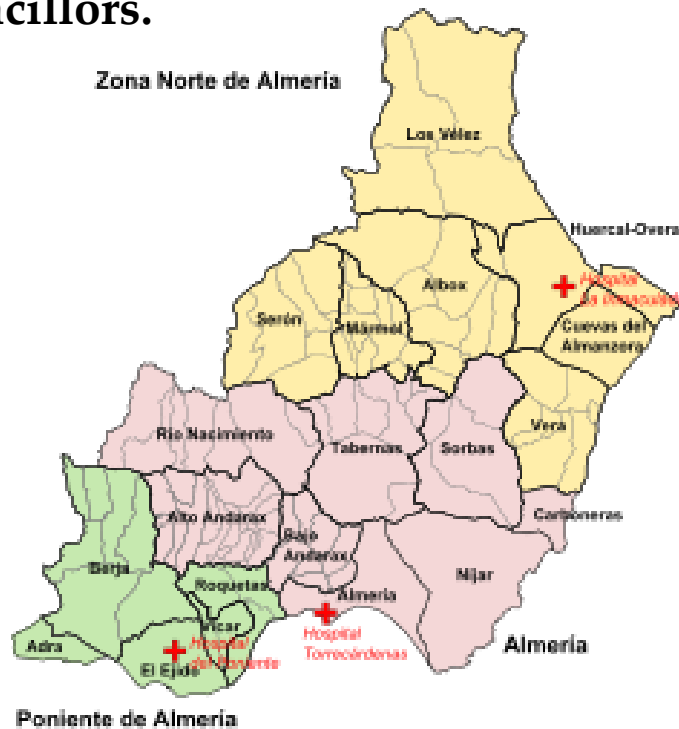 cillors.
Zona Norte de Almería
Los Vélez
Huercal-Overa
Hospital
La Inmaculada
Albox
Serón
Mármol
Cuevas del
Almanzora
Vera
Río Nacimiento
Tabernas
Sorbas
Carboneras
Alto Andarax
Bajo
Andarax
Níjar
Berja
Roquetas
Almería
Vícar
Hospital
Torrecárdenas
Almería
Adra
Hospital
del Poniente
El Ejido
Poniente de Almería